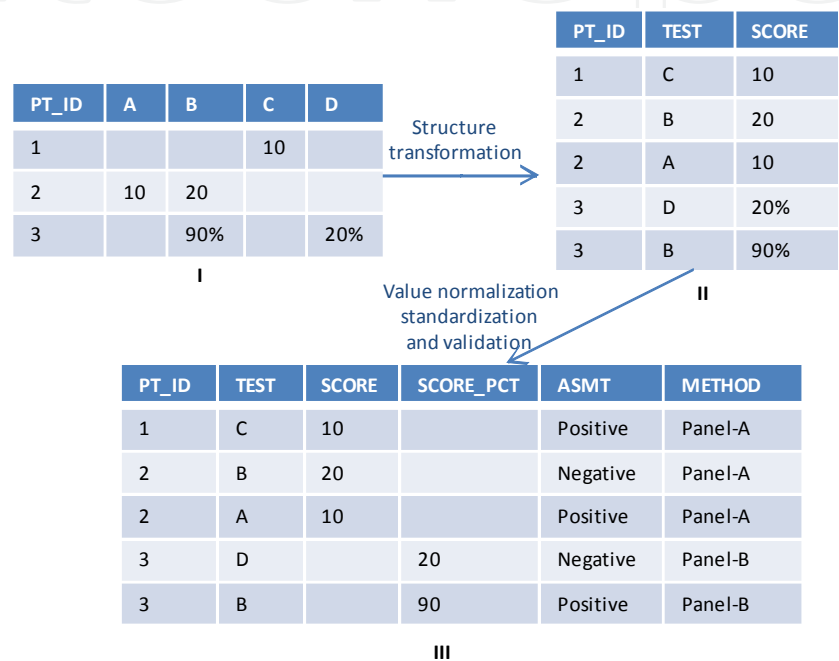 PT_ID A B C D
1 10
2 10 20
3 90% 20%
I
Structure
transformation
PT_ID TEST SCORE
1 C 10
2 B 20
2 A 10
3 D 20%
3 B 90%
II
Value normalization
standardization
and validation
PT_ID TEST SCORE SCORE_PCT ASMT METHOD
1 C 10 Positive Panel-A
2 B 20 Negative Panel-A
2 A 10 Positive Panel-A
3 D 20 Negative Panel-B
3 B 90 Positive Panel-B
III